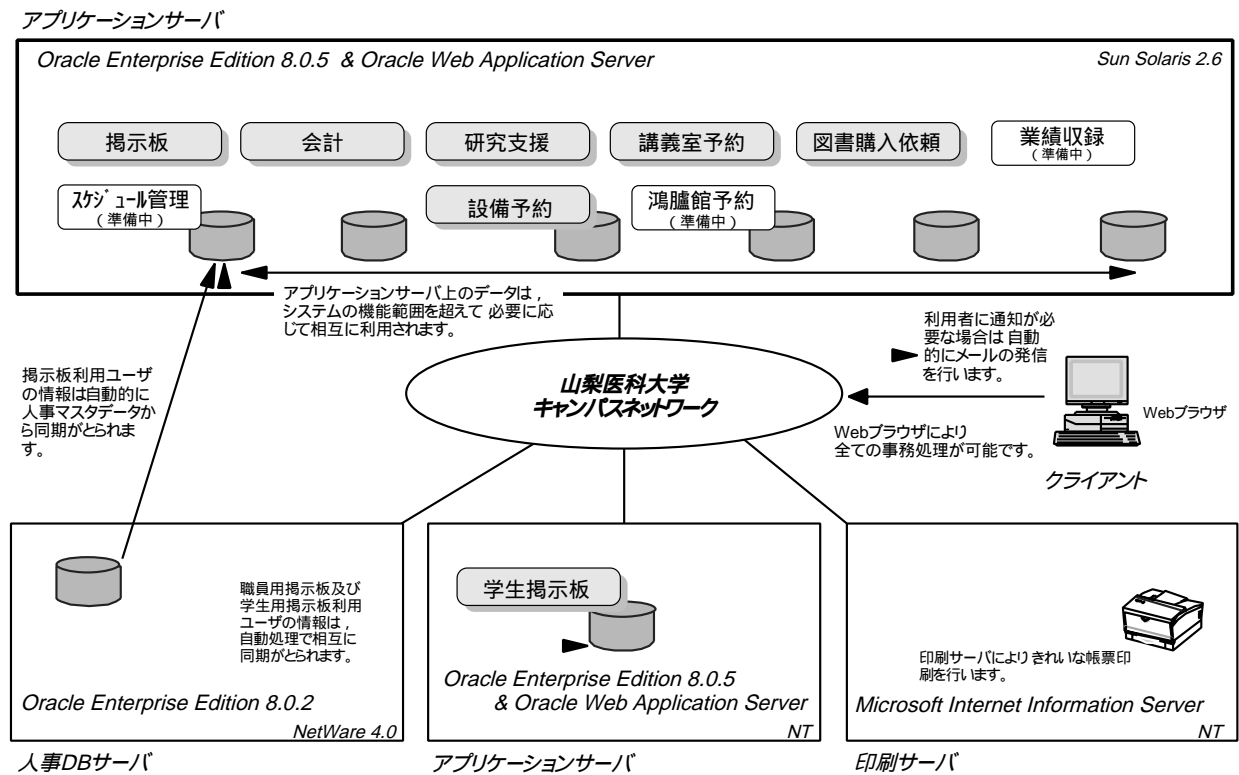 アプリケーションサーバ
Oracle Enterprise Edition 8.0.5 & Oracle Web Application Server
Sun Solaris 2.6
掲示板
会計
研究支援
講義室予約
図書購入依頼
業績収録
(準備中)
スケジュール管理
(準備中)
設備予約
鴻臚館予約
(準備中)
アプリケーションサーバ上のデータは,
システムの機能範囲を超えて 必要に応
じて相互に利用されます。
利用者に通知が必
要な場合は 自動
的にメールの発信
を行います。
掲示板利用ユーザ
の情報は自動的に
人事マスタデータか
ら同期がとられま
す。
山梨医科大学
キャンパスネットワーク
Webブラウザ
Webブラウザにより
全ての事務処理が可能です。
クライアント
職員用掲示板及び
学生用掲示板利用
ユーザの情報は,
自動処理で相互に
同期がとられます。
Oracle Enterprise Edition 8.0.2
NetWare 4.0
人事DBサーバ
学生掲示板
Oracle Enterprise Edition 8.0.5
& Oracle Web Application Server
NT
アプリケーションサーバ
印刷サーバにより きれいな帳票印
刷を行います。
Microsoft Internet Information Server
NT
印刷サーバ